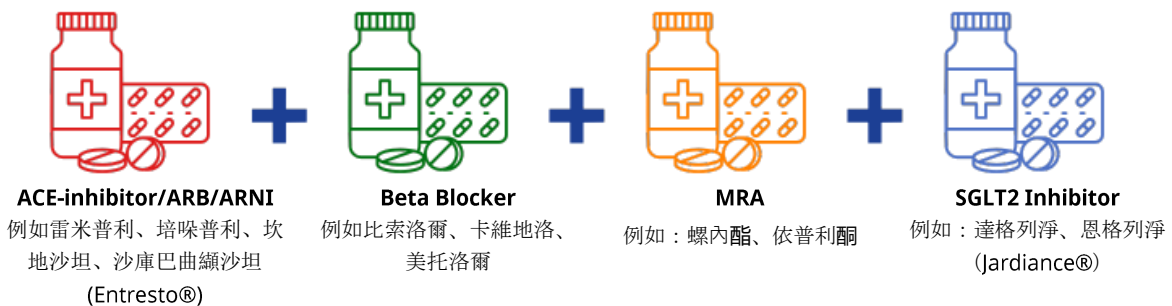 ACE-inhibitor/ARB/ARNI
例如雷米普利、培哚普利、坎
地沙坦、沙庫巴曲纈沙坦
(Entresto®)
Beta Blocker
例如比索洛爾、卡維地洛、
美托洛爾
MRA
例如：螺內酯、依普利酮
SGLT2 Inhibitor
例如：達格列淨、恩格列淨
（Jardiance®）